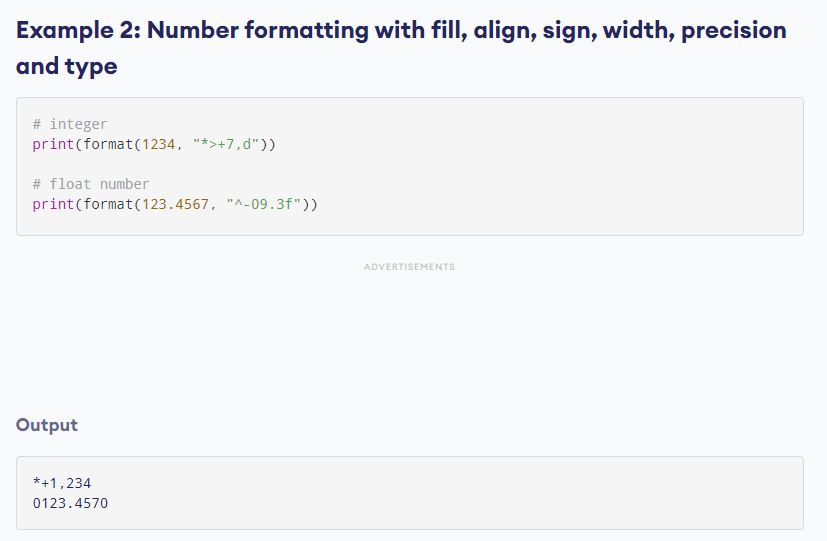 Example 2: Number formatting with fill, align, sign, width, precision
and type
# integer
print(format(1234, "*>+7,d"))
# float number
print(format(123.4567, "^-09.3f"))
ADVERTISEMENTS
Output
*+1,234
0123.4570